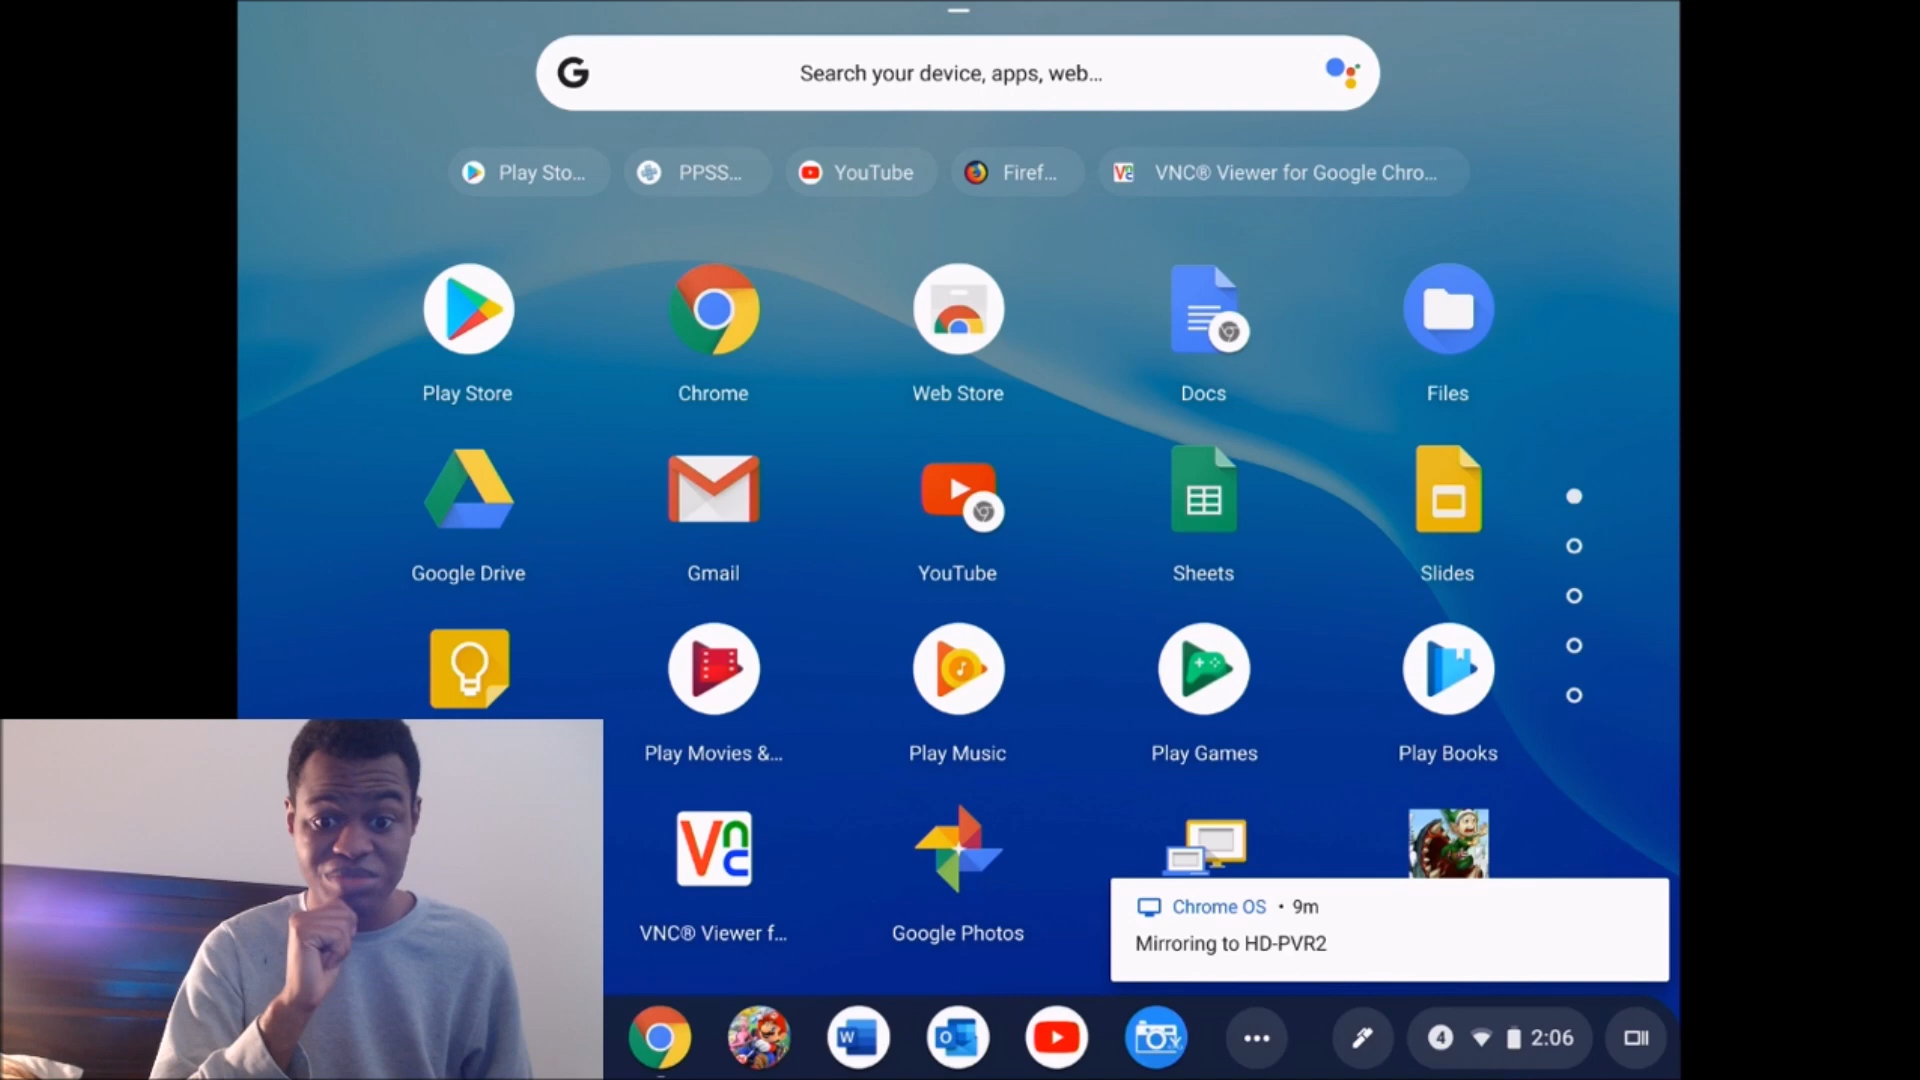 G Search your device, apps, web...
Play Sto... PPSS... YouTube Firef... VNC® Viewer for Google Chro...
Play Store Chrome Web Store Docs Files
Google Drive Gmail YouTube Sheets Slides
Play Movies &... Play Music Play Games Play Books
VNC
VNC® Viewer f... Google Photos
Chrome OS • 9m
Mirroring to HD-PVR2
W O 4 2:06